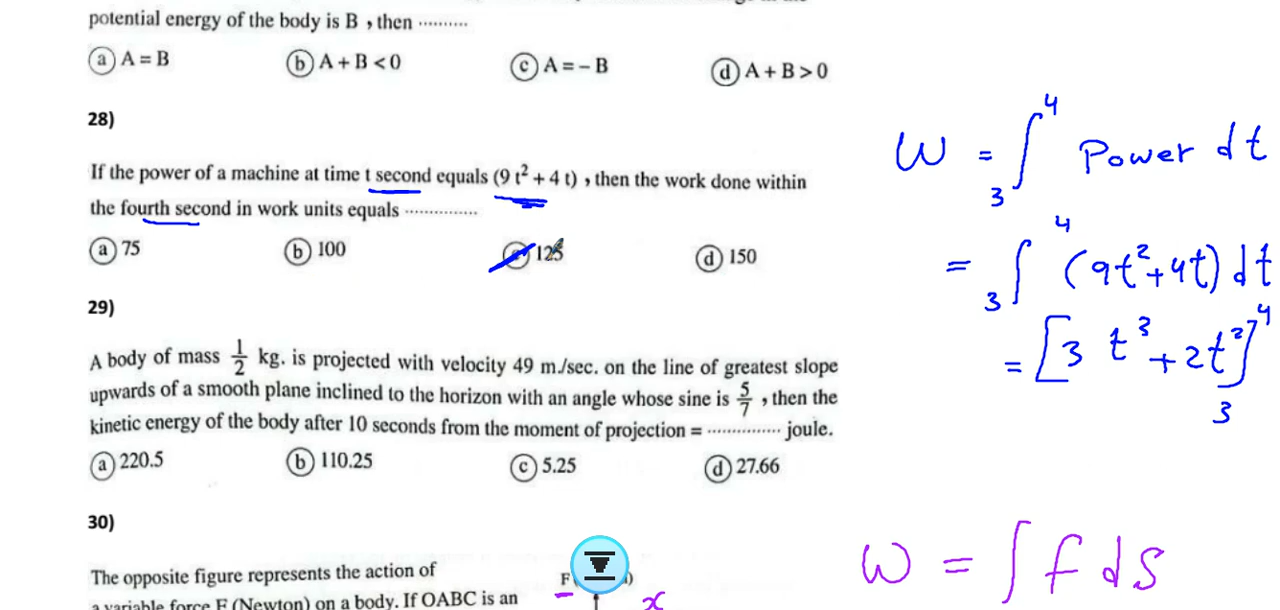 potential energy of the body is B , then ..........
a A = B b A + B < 0 c A = – B d A + B > 0
28)
If the power of a machine at time t second equals (9 t² + 4 t) , then the work done within
the fourth second in work units equals ...............
a 75 b 100 125 d 150
29)
A body of mass 1/2 kg. is projected with velocity 49 m./sec. on the line of greatest slope
upwards of a smooth plane inclined to the horizon with an angle whose sine is 5/7 , then the
kinetic energy of the body after 10 seconds from the moment of projection = ............... joule.
a 220.5 b 110.25 c 5.25 d 27.66
30)
The opposite figure represents the action of
a variable force F (Newton) on a body. If OABC is an
F
x
W = ∫₃⁴ Power dt
= ₃∫⁴ (9t²+4t) dt
= [3 t³ + 2t²]⁴₃
W = ∫ f ds